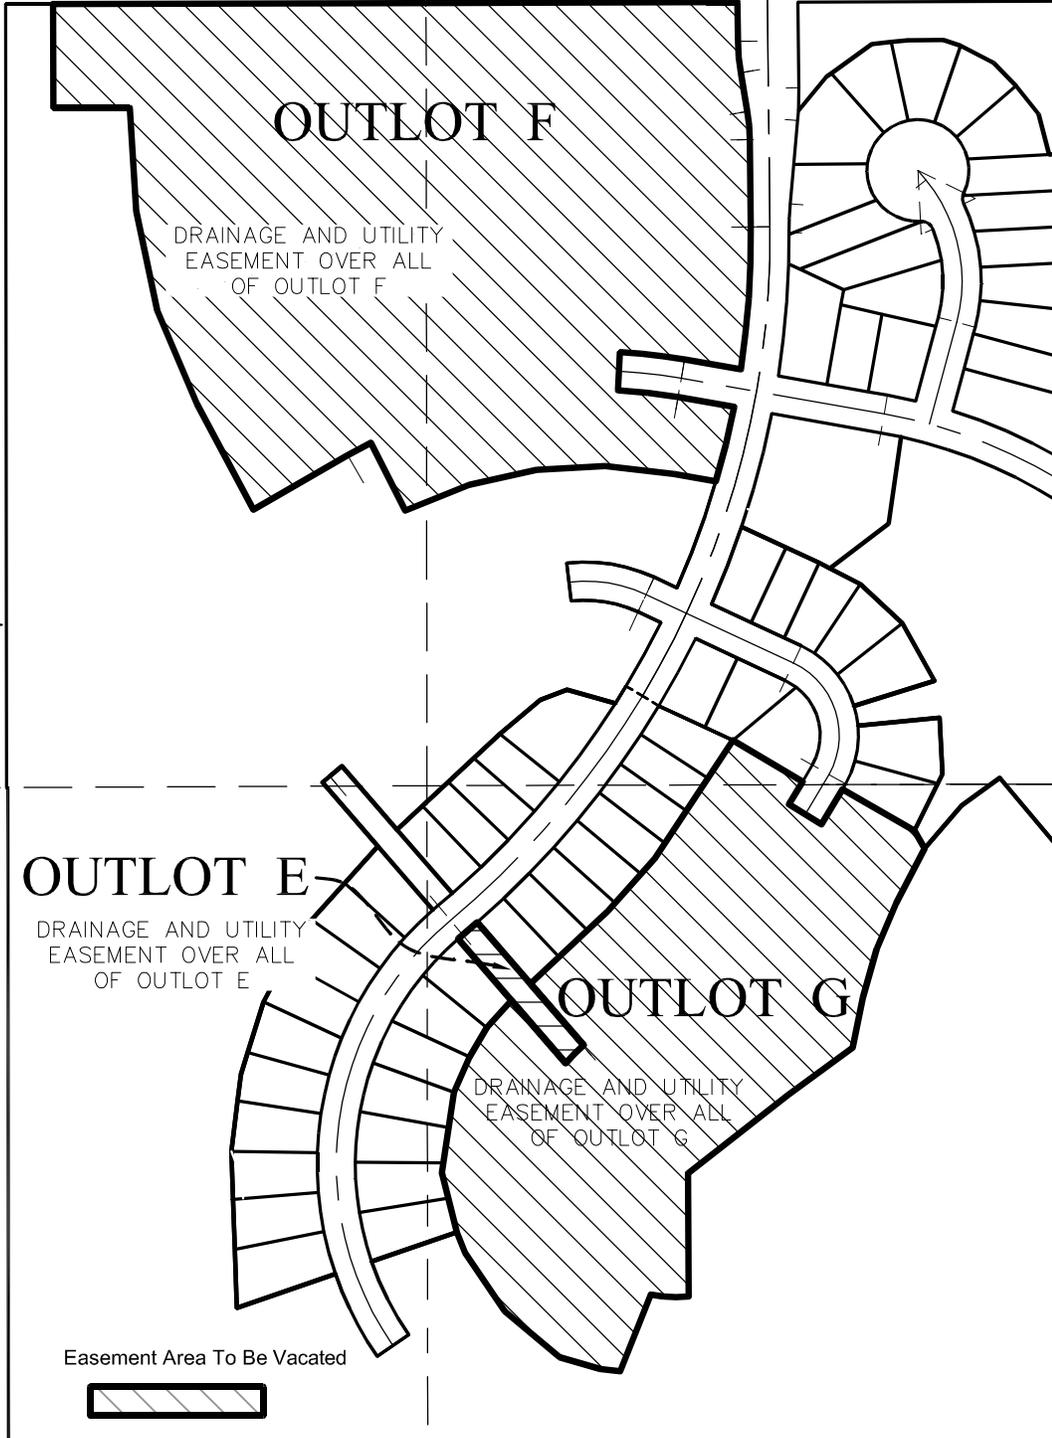 OUTLOT F
DRAINAGE AND UTILITY
EASEMENT OVER ALL
OF OUTLOT F
OUTLOT E
DRAINAGE AND UTILITY
EASEMENT OVER ALL
OF OUTLOT E
OUTLOT G
DRAINAGE AND UTILITY
EASEMENT OVER ALL
OF OUTLOT G
Easement Area To Be Vacated